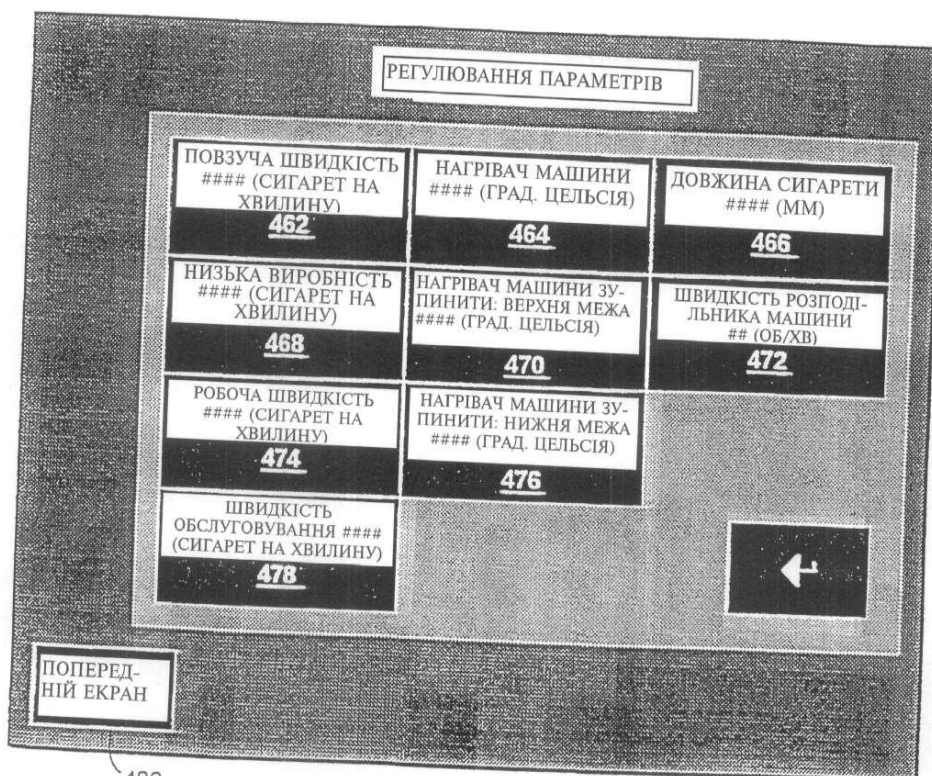 РЕГУЛЮВАННЯ ПАРАМЕТРІВ
ПОВЗУЧА ШВИДКІСТЬ
#### (СИГАРЕТ НА
ХВИЛИНУ)
462
НАГРІВАЧ МАШИНИ
#### (ГРАД. ЦЕЛЬСІЯ)
464
ДОВЖИНА СИГАРЕТИ
#### (ММ)
466
НИЗЬКА ВИРОБНІСТЬ
#### (СИГАРЕТ НА
ХВИЛИНУ)
468
НАГРІВАЧ МАШИНИ ЗУ-
ПИНИТИ: ВЕРХНЯ МЕЖА
#### (ГРАД. ЦЕЛЬСІЯ)
470
ШВИДКІСТЬ РОЗПОДІ-
ЛЬНИКА МАШИНИ
## (ОБ/ХВ)
472
РОБОЧА ШВИДКІСТЬ
#### (СИГАРЕТ НА
ХВИЛИНУ)
474
НАГРІВАЧ МАШИНИ ЗУ-
ПИНИТИ: НИЖНЯ МЕЖА
#### (ГРАД. ЦЕЛЬСІЯ)
476
ШВИДКІСТЬ
ОБСЛУГОВУВАННЯ ####
(СИГАРЕТ НА ХВИЛИНУ)
478
ПОПЕРЕД-
НІЙ ЕКРАН